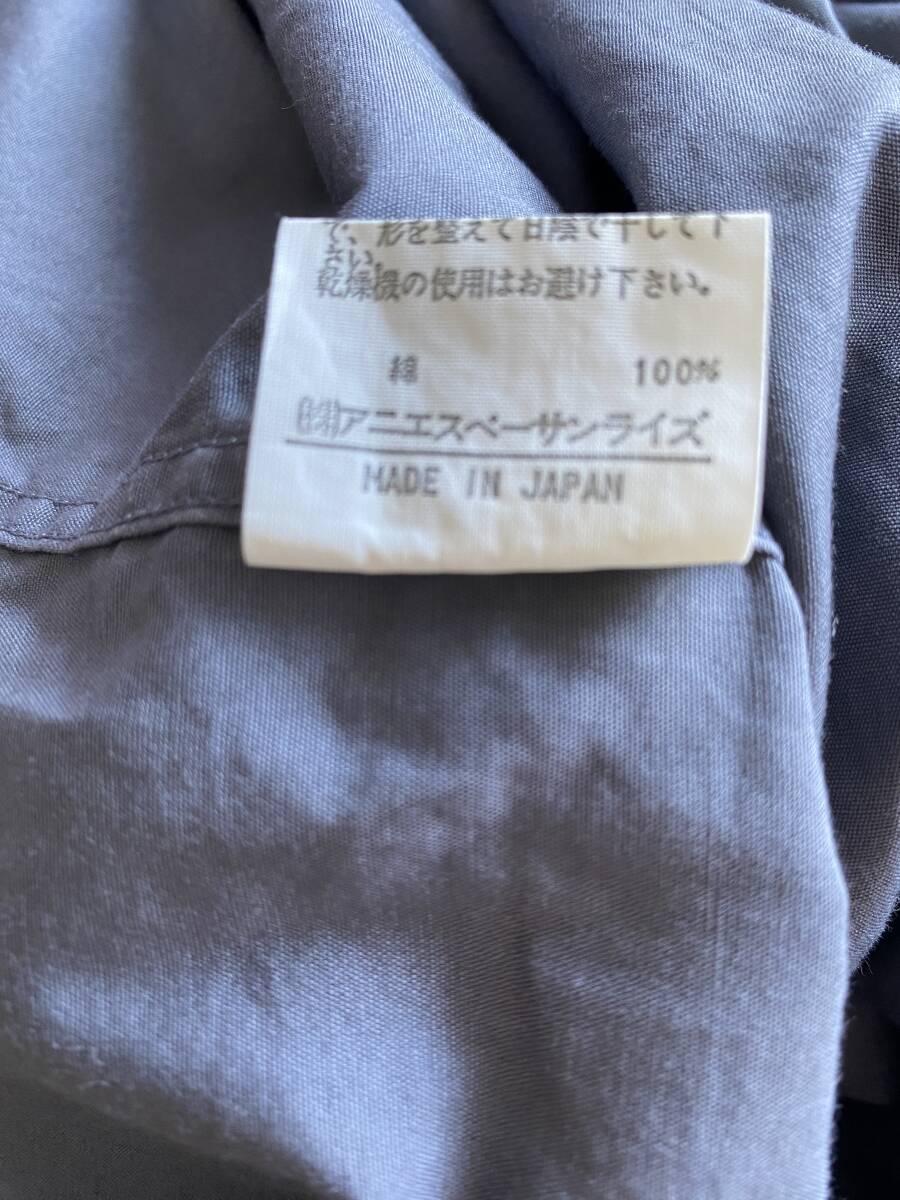 で、形を整えて日陰で干して下
さい。
乾燥機の使用はお避け下さい。
綿 100%
㈱アニエスベーサンライズ
MADE IN JAPAN